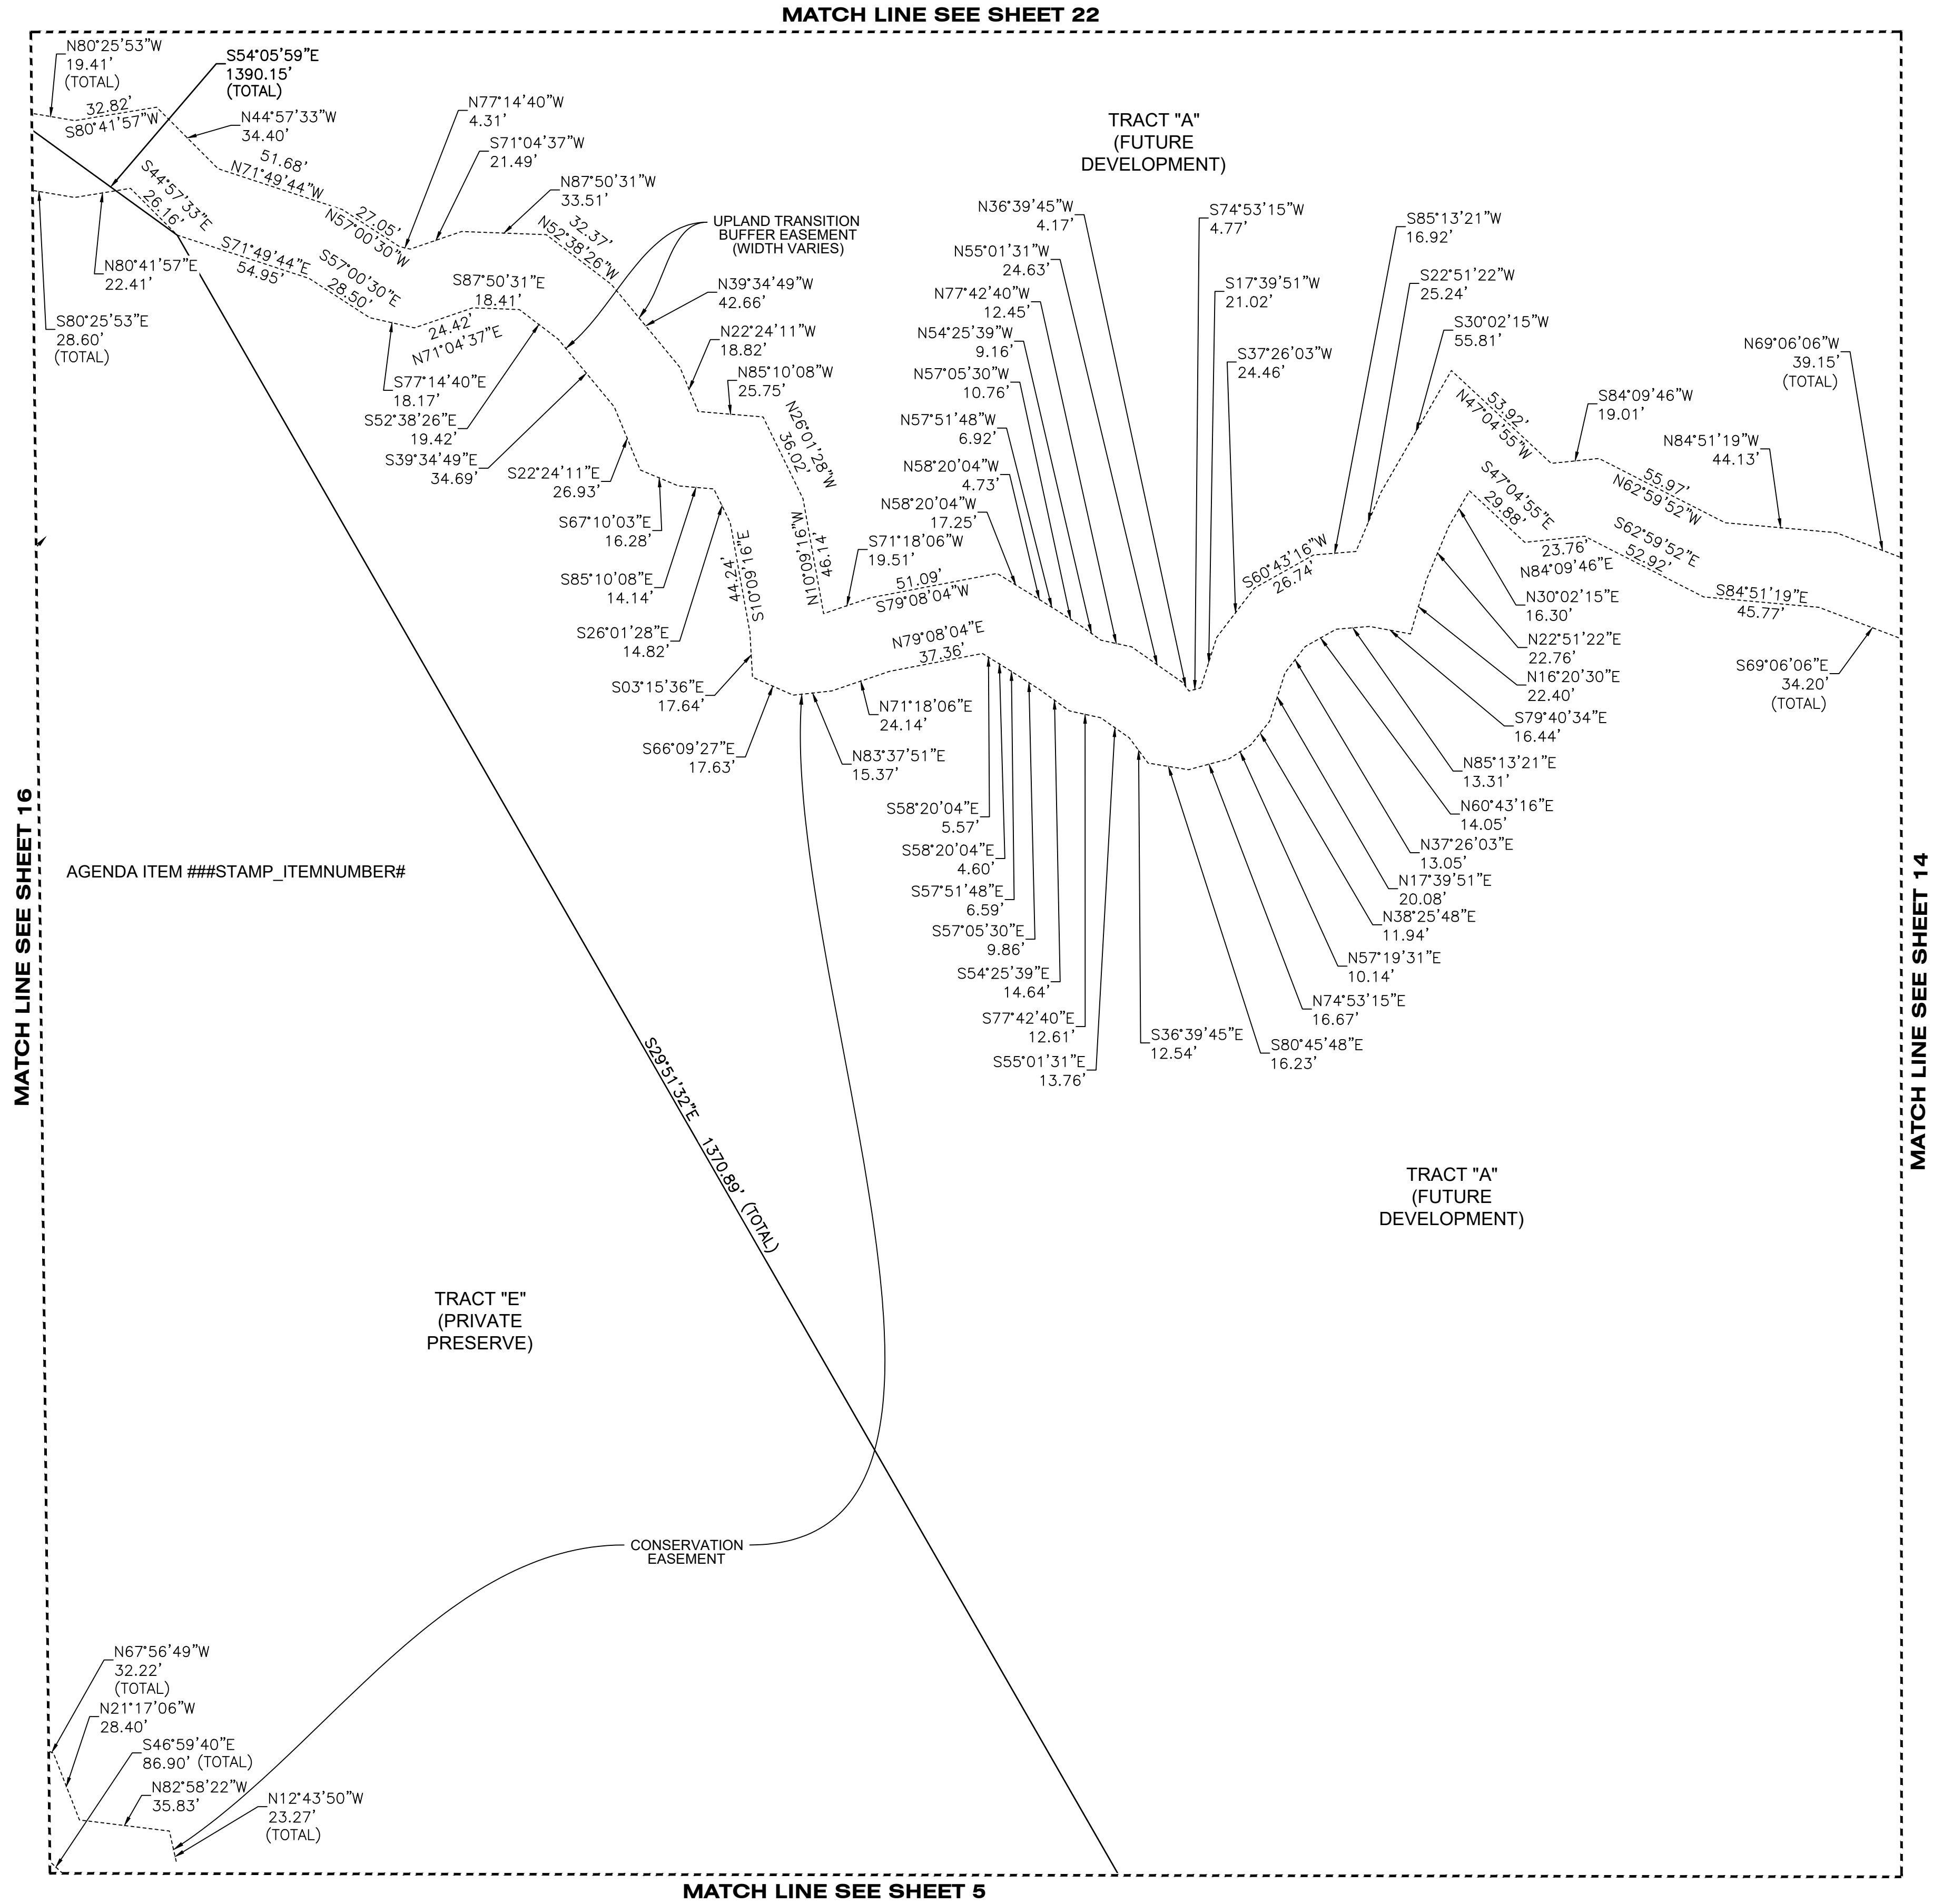 MATCH LINE SEE SHEET 22
N80°25'53"W
19.41'
(TOTAL)
S54°05'59"E
1390.15'
(TOTAL)
32.82'
S80°41'57"W
N44°57'33"W
34.40'
51.68'
N71°49'44"W
27.05'
N57°00'30"W
N77°14'40"W
4.31'
S71°04'37"W
21.49'
N87°50'31"W
33.51'
32.37'
N52°38'26"W
UPLAND TRANSITION
BUFFER EASEMENT
(WIDTH VARIES)
N39°34'49"W
42.66'
N22°24'11"W
18.82'
N85°10'08"W
25.75'
N26°01'28"W
36.02'
N10°09'16"W
46.14'
S71°18'06"W
19.51'
51.09'
S79°08'04"W
S44°57'33"E
26.16'
N80°41'57"E
22.41'
S80°25'53"E
28.60'
(TOTAL)
S71°49'44"E
54.95'
S57°00'30"E
28.50'
S77°14'40"E
18.17'
24.42'
N71°04'37"E
S87°50'31"E
18.41'
S52°38'26"E
19.42'
S39°34'49"E
34.69'
S22°24'11"E
26.93'
S67°10'03"E
16.28'
S85°10'08"E
14.14'
S26°01'28"E
14.82'
S10°09'16"E
44.24'
S03°15'36"E
17.64'
S66°09'27"E
17.63'
N83°37'51"E
15.37'
N71°18'06"E
24.14'
N79°08'04"E
37.36'
TRACT "A"
(FUTURE
DEVELOPMENT)
N36°39'45"W
4.17'
N55°01'31"W
24.63'
N77°42'40"W
12.45'
N54°25'39"W
9.16'
N57°05'30"W
10.76'
N57°51'48"W
6.92'
N58°20'04"W
4.73'
N58°20'04"W
17.25'
S74°53'15"W
4.77'
S17°39'51"W
21.02'
S37°26'03"W
24.46'
S60°43'16"W
26.74'
S85°13'21"W
16.92'
S22°51'22"W
25.24'
S30°02'15"W
55.81'
53.92'
N47°04'55"W
S84°09'46"W
19.01'
55.97'
N62°59'52"W
N84°51'19"W
44.13'
N69°06'06"W
39.15'
(TOTAL)
S47°04'55"E
29.88'
23.76'
N84°09'46"E
S62°59'52"E
52.92'
S84°51'19"E
45.77'
S69°06'06"E
34.20'
(TOTAL)
N30°02'15"E
16.30'
N22°51'22"E
22.76'
N16°20'30"E
22.40'
S79°40'34"E
16.44'
N85°13'21"E
13.31'
N60°43'16"E
14.05'
N37°26'03"E
13.05'
N17°39'51"E
20.08'
N38°25'48"E
11.94'
N57°19'31"E
10.14'
N74°53'15"E
16.67'
S80°45'48"E
16.23'
S36°39'45"E
12.54'
S58°20'04"E
5.57'
S58°20'04"E
4.60'
S57°51'48"E
6.59'
S57°05'30"E
9.86'
S54°25'39"E
14.64'
S77°42'40"E
12.61'
S55°01'31"E
13.76'
MATCH LINE SEE SHEET 16
AGENDA ITEM ###STAMP_ITEMNUMBER#
MATCH LINE SEE SHEET 14
S29°51'32"E 1370.89' (TOTAL)
TRACT "A"
(FUTURE
DEVELOPMENT)
TRACT "E"
(PRIVATE
PRESERVE)
CONSERVATION
EASEMENT
N67°56'49"W
32.22'
(TOTAL)
N21°17'06"W
28.40'
S46°59'40"E
86.90' (TOTAL)
N82°58'22"W
35.83'
N12°43'50"W
23.27'
(TOTAL)
MATCH LINE SEE SHEET 5